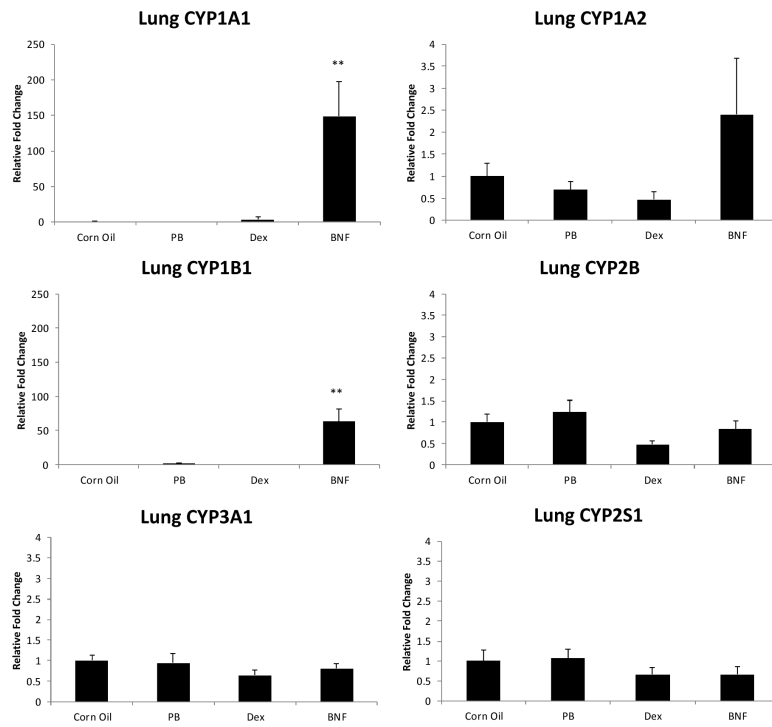 Lung CYP1A1
Relative Fold Change
250
200
150
100
50
0
**
Corn Oil PB Dex BNF
Lung CYP1A2
Relative Fold Change
4
3.5
3
2.5
2
1.5
1
0.5
0
Corn Oil PB Dex BNF
Lung CYP1B1
Relative Fold Change
250
200
150
100
50
0
**
Corn Oil PB Dex BNF
Lung CYP2B
Relative Fold Change
4
3.5
3
2.5
2
1.5
1
0.5
0
Corn Oil PB Dex BNF
Lung CYP3A1
Relative Fold Change
4
3.5
3
2.5
2
1.5
1
0.5
0
Corn Oil PB Dex BNF
Lung CYP2S1
Relative Fold Change
4
3.5
3
2.5
2
1.5
1
0.5
0
Corn Oil PB Dex BNF